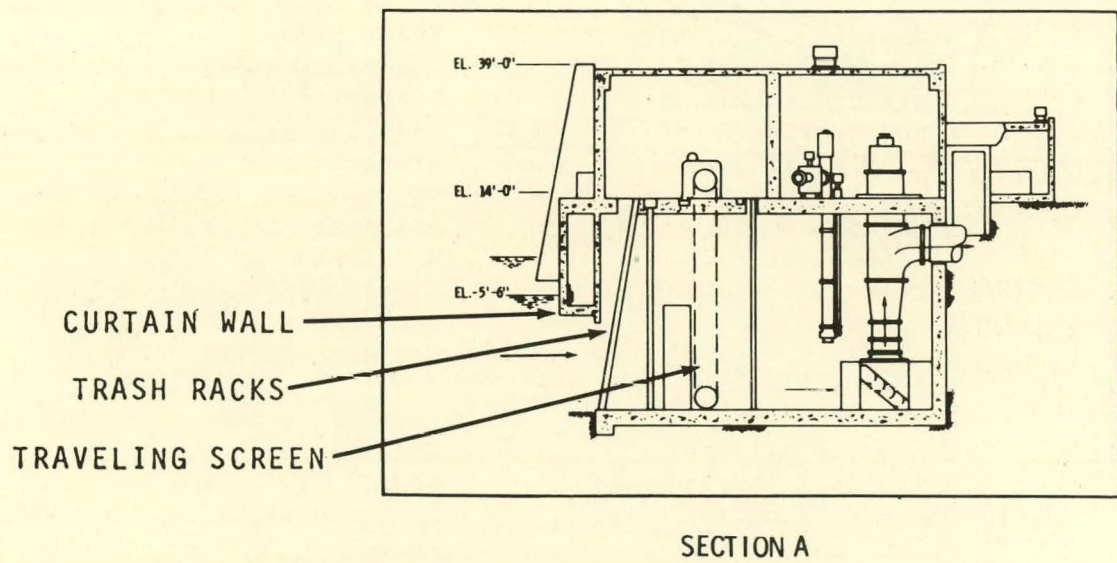 EL. 39'-0"
EL. 14'-0"
EL.-5'-6"
CURTAIN WALL
TRASH RACKS
TRAVELING SCREEN
SECTION A